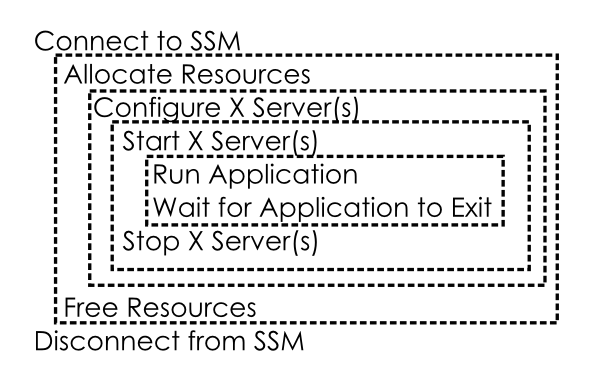 Connect to SSM
Allocate Resources
Configure X Server(s)
Start X Server(s)
Run Application
Wait for Application to Exit
Stop X Server(s)
Free Resources
Disconnect from SSM